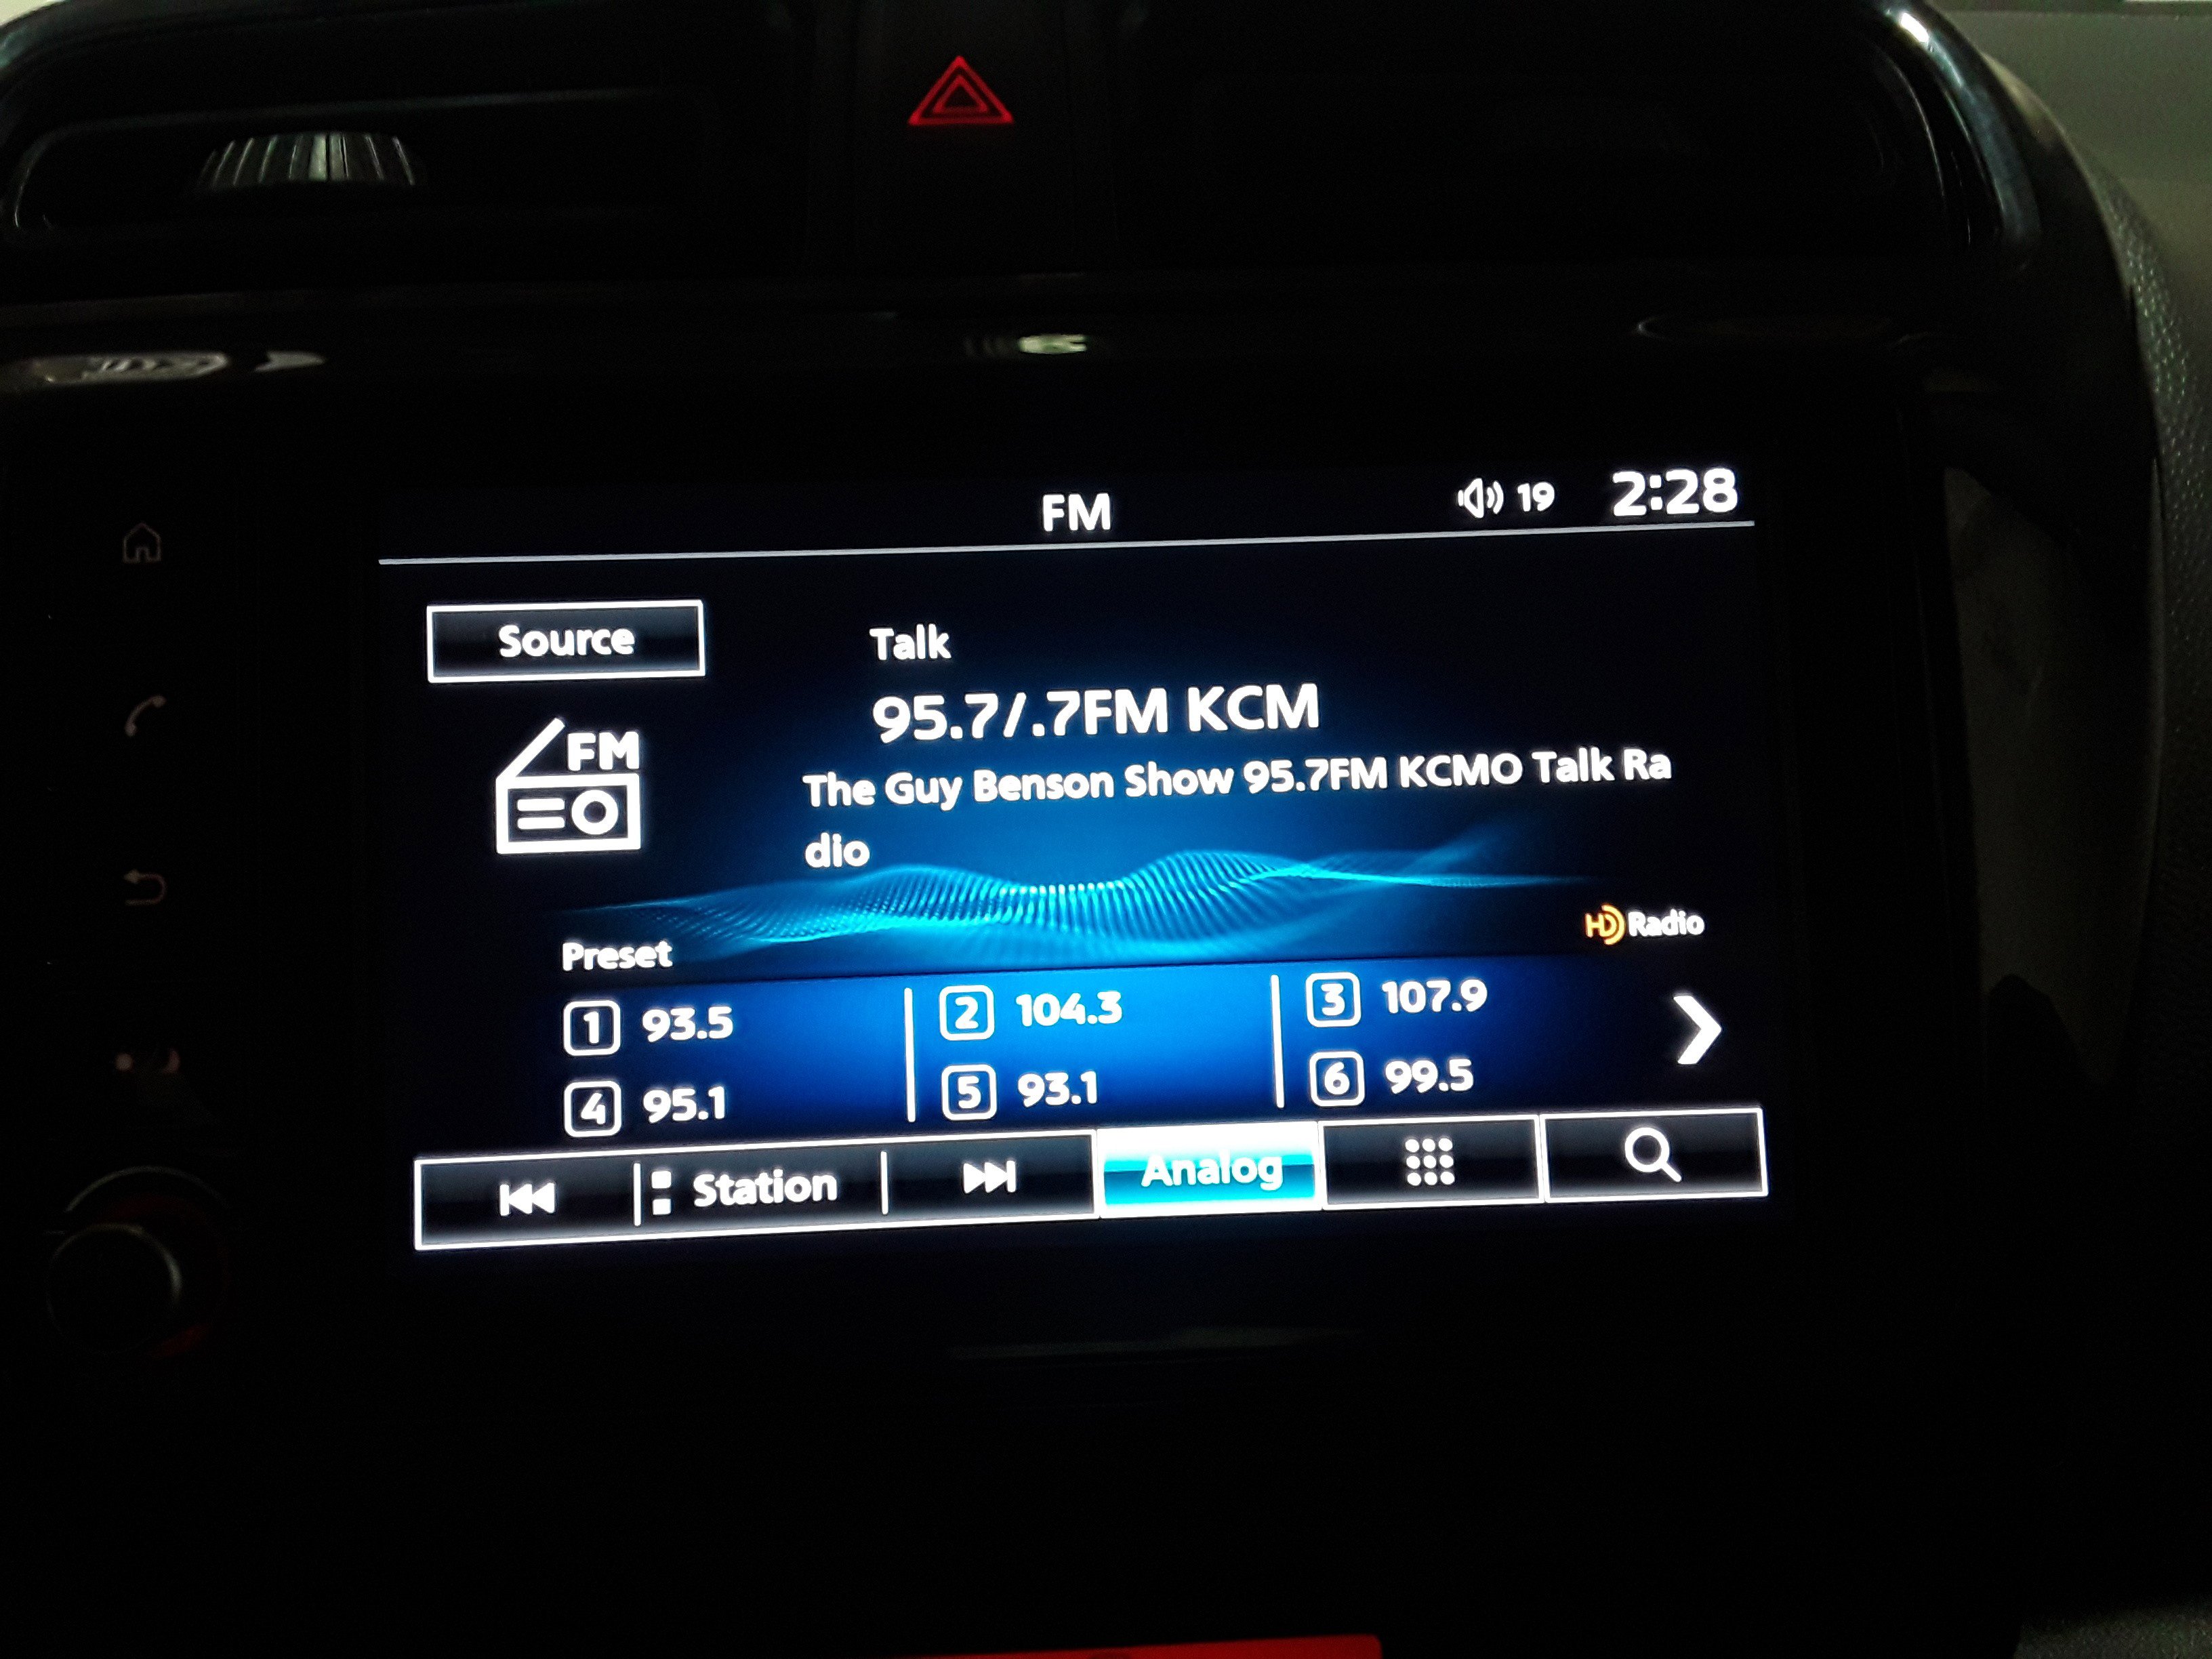 FM
19 2:28
Source
Talk
95.7/.7FM KCM
FM
The Guy Benson Show 95.7FM KCMO Talk Ra
dio
HD Radio
Preset
1 93.5
2 104.3
3 107.9
4 95.1
5 93.1
6 99.5
Station
Analog